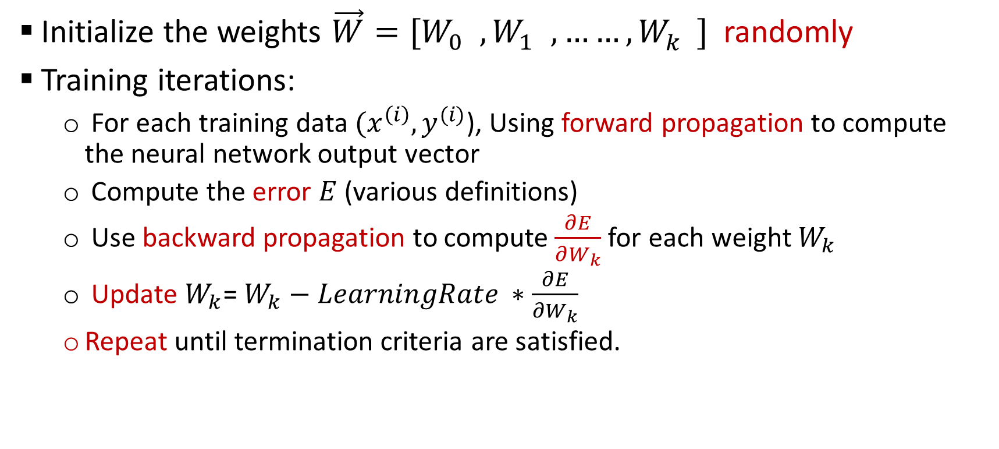 ▪ Initialize the weights $\overrightarrow{W} = [W_0 , W_1 , \ldots \ldots , W_k ]$ randomly
▪ Training iterations:
○ For each training data $(x^{(i)}, y^{(i)})$, Using forward propagation to compute
the neural network output vector
○ Compute the error $E$ (various definitions)
○ Use backward propagation to compute $\frac{\partial E}{\partial W_k}$ for each weight $W_k$
○ Update $W_k = W_k - LearningRate * \frac{\partial E}{\partial W_k}$
○ Repeat until termination criteria are satisfied.